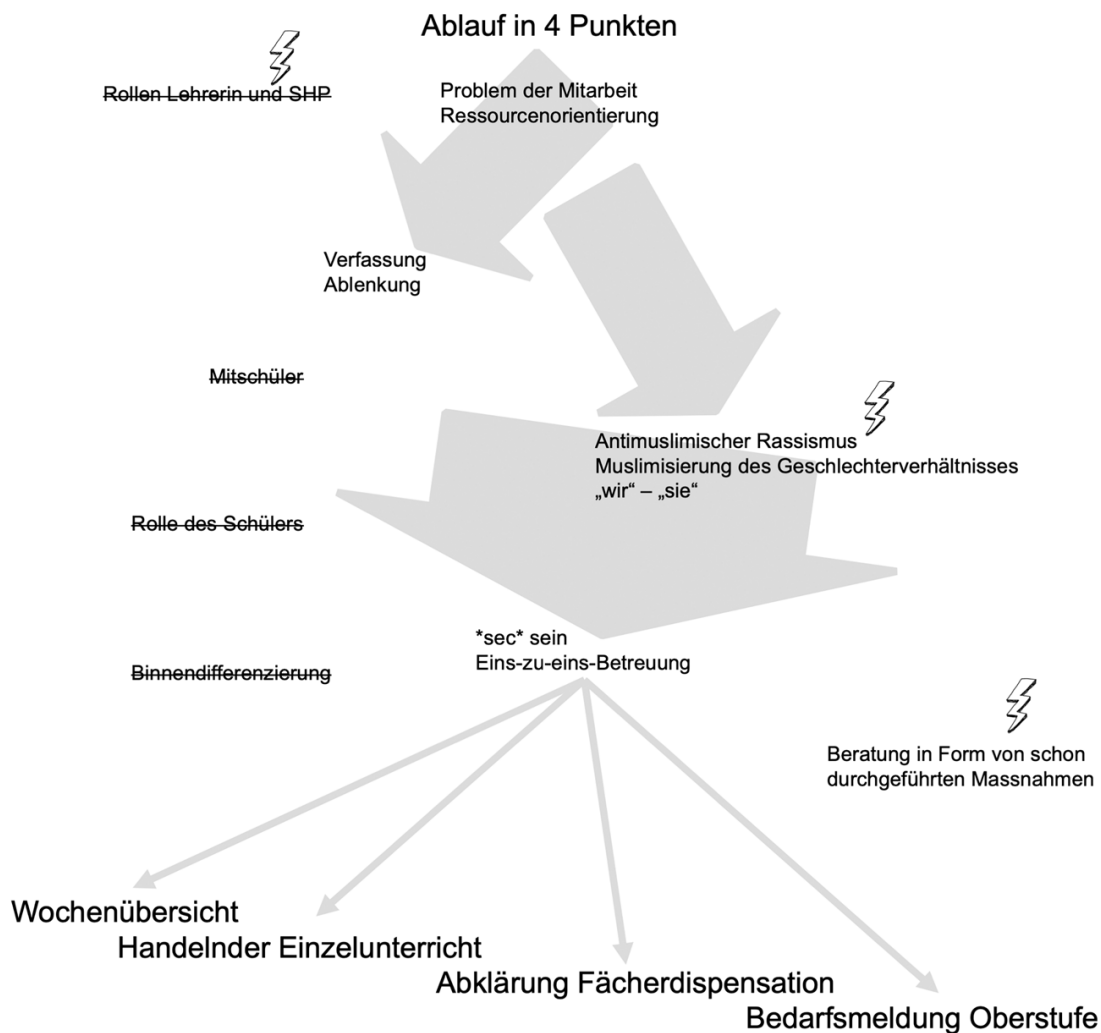 Ablauf in 4 Punkten
Rollen Lehrerin und SHP
Problem der Mitarbeit
Ressourcenorientierung
Verfassung
Ablenkung
Mitschüler
Antimuslimischer Rassismus
Muslimisierung des Geschlechterverhältnisses
„wir“ – „sie“
Rolle des Schülers
*sec* sein
Eins-zu-eins-Betreuung
Binnendifferenzierung
Beratung in Form von schon
durchgeführten Massnahmen
Wochenübersicht
Handelnder Einzelunterricht
Abklärung Fächerdispensation
Bedarfsmeldung Oberstufe